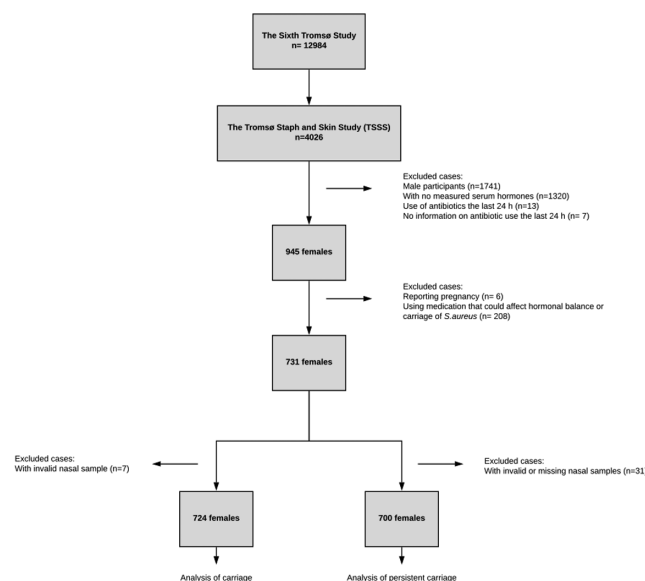 The Sixth Tromsø Study
n= 12984
The Tromsø Staph and Skin Study (TSSS)
n=4026
Excluded cases:
Male participants (n=1741)
With no measured serum hormones (n=1320)
Use of antibiotics the last 24 h (n=13)
No information on antibiotic use the last 24 h (n= 7)
945 females
Excluded cases:
Reporting pregnancy (n= 6)
Using medication that could affect hormonal balance or
carriage of S.aureus (n= 208)
731 females
Excluded cases:
With invalid nasal sample (n=7)
Excluded cases:
With invalid or missing nasal samples (n=31)
724 females
700 females
Analysis of carriage
Analysis of persistent carriage